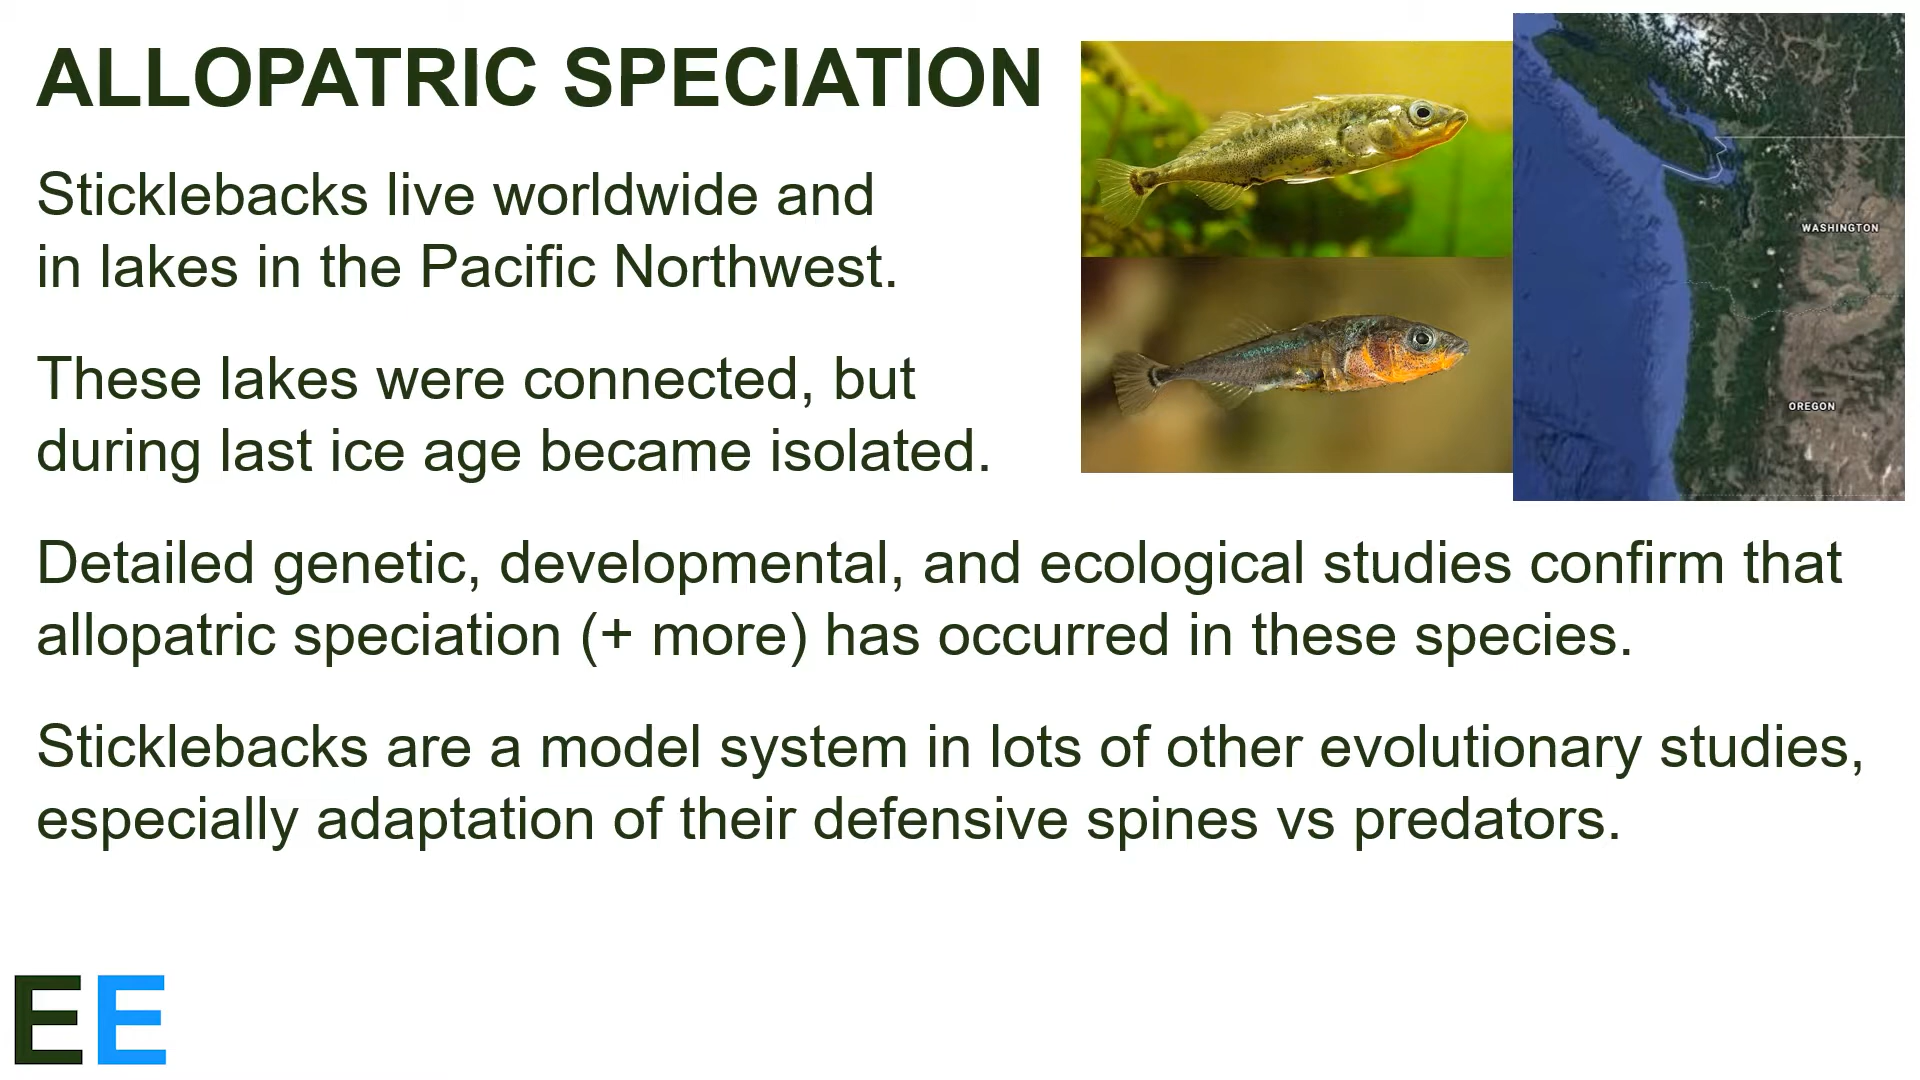 ALLOPATRIC SPECIATION
Sticklebacks live worldwide and
in lakes in the Pacific Northwest.
These lakes were connected, but
during last ice age became isolated.
WASHINGTON
OREGON
Detailed genetic, developmental, and ecological studies confirm that
allopatric speciation (+ more) has occurred in these species.
Sticklebacks are a model system in lots of other evolutionary studies,
especially adaptation of their defensive spines vs predators.
EE